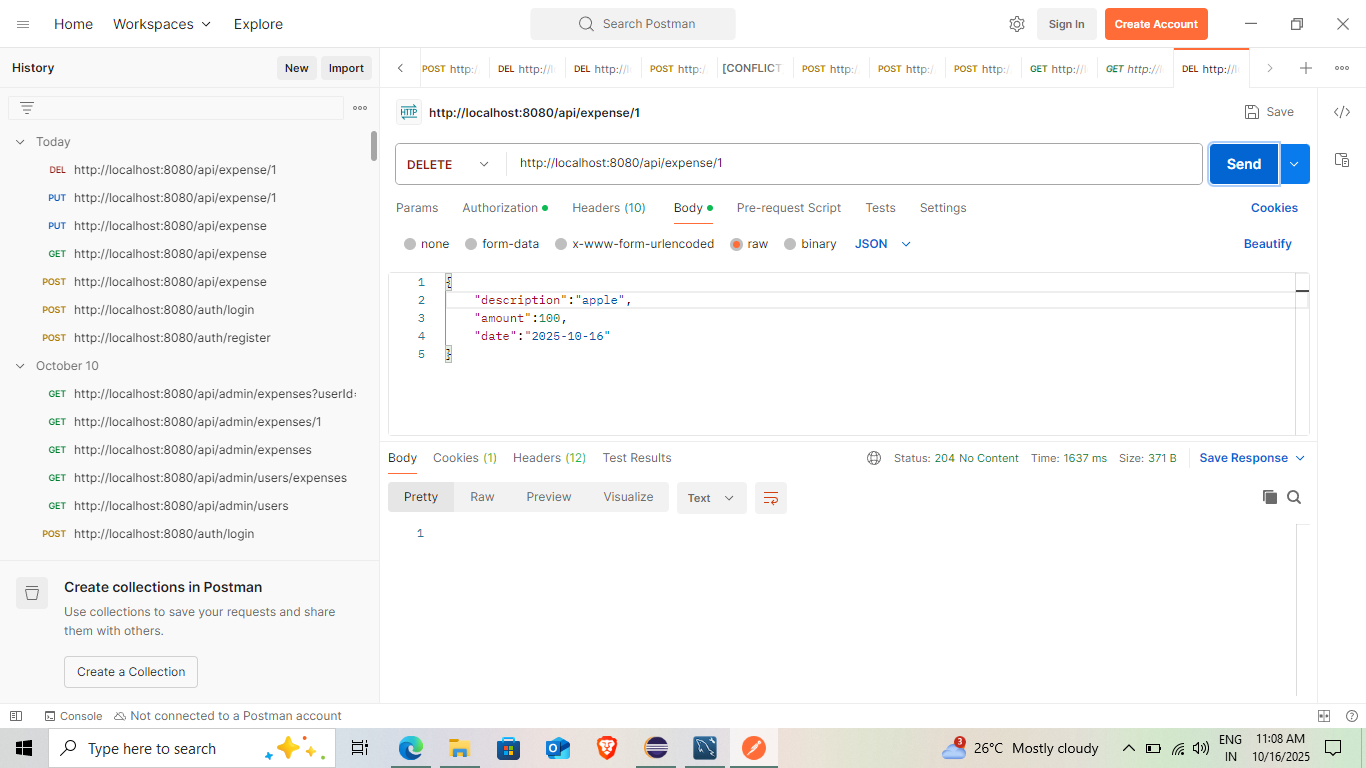 Home Workspaces Explore Search Postman Sign In Create Account
History New Import
POST http:/ DEL http://l DEL http://l POST http:/ [CONFLICT POST http:/ POST http:/ POST http:/ GET http://l GET http://l DEL http://l
HTTP http://localhost:8080/api/expense/1 Save
DELETE http://localhost:8080/api/expense/1 Send
Params Authorization Headers (10) Body Pre-request Script Tests Settings Cookies
none form-data x-www-form-urlencoded raw binary JSON Beautify
1 {
2 "description":"apple",
3 "amount":100,
4 "date":"2025-10-16"
5 }
Today
DEL http://localhost:8080/api/expense/1
PUT http://localhost:8080/api/expense/1
PUT http://localhost:8080/api/expense
GET http://localhost:8080/api/expense
POST http://localhost:8080/api/expense
POST http://localhost:8080/auth/login
POST http://localhost:8080/auth/register
October 10
GET http://localhost:8080/api/admin/expenses?userId=
GET http://localhost:8080/api/admin/expenses/1
GET http://localhost:8080/api/admin/expenses
GET http://localhost:8080/api/admin/users/expenses
GET http://localhost:8080/api/admin/users
POST http://localhost:8080/auth/login
Body Cookies (1) Headers (12) Test Results Status: 204 No Content Time: 1637 ms Size: 371 B Save Response
Pretty Raw Preview Visualize Text
1
Create collections in Postman
Use collections to save your requests and share
them with others.
Create a Collection
Console Not connected to a Postman account
Type here to search 3 26°C Mostly cloudy ENG IN 11:08 AM 10/16/2025